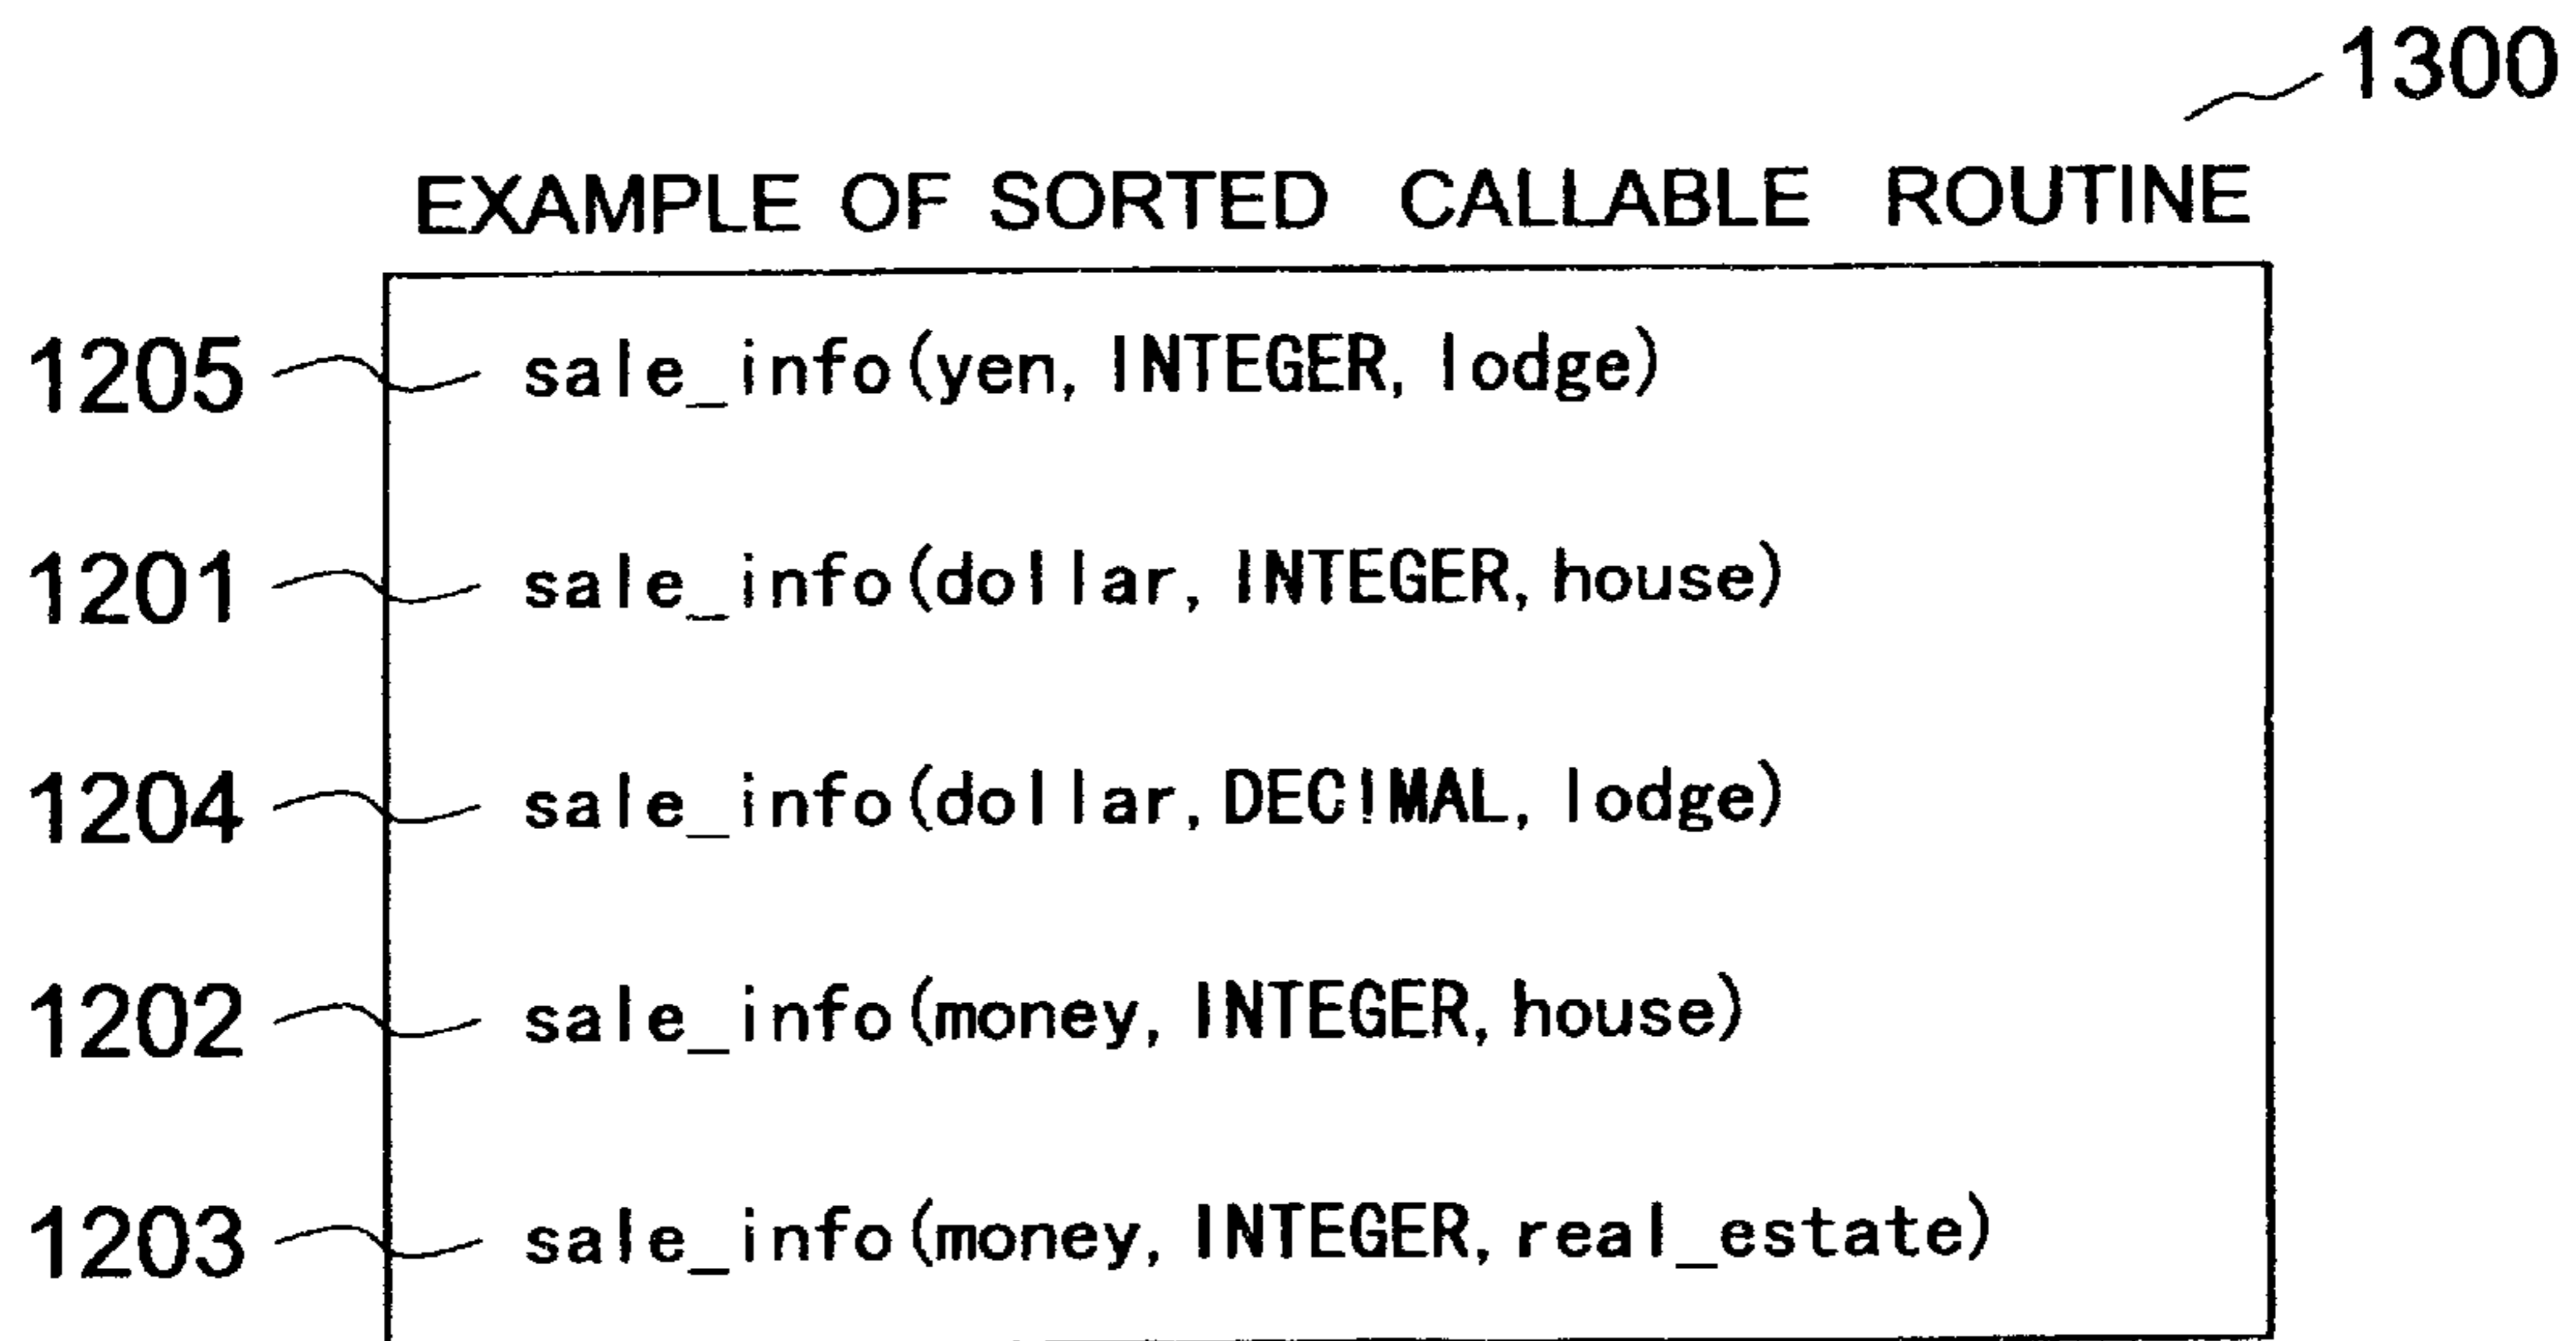 1300
EXAMPLE OF SORTED CALLABLE ROUTINE
1205 sale_info(yen, INTEGER, lodge)
1201 sale_info(dollar, INTEGER, house)
1204 sale_info(dollar, DECIMAL, lodge)
1202 sale_info(money, INTEGER, house)
1203 sale_info(money, INTEGER, real_estate)